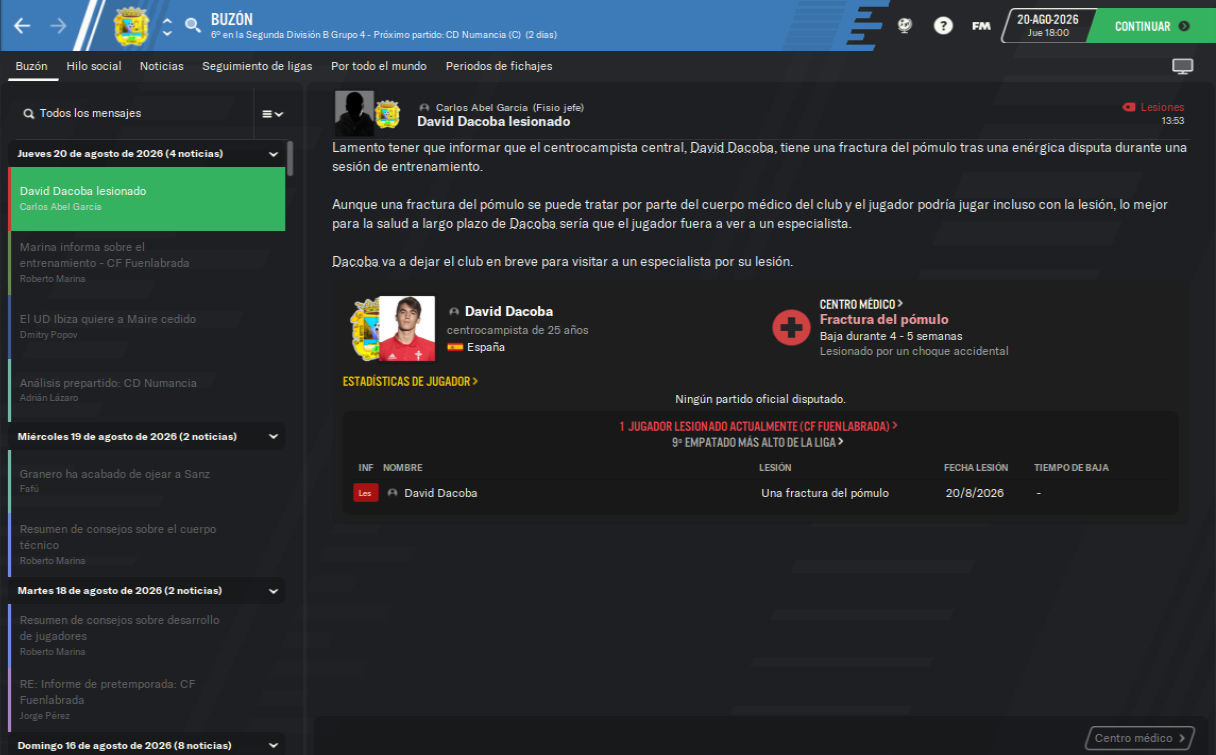 BUZÓN
6º en la Segunda División B Grupo 4 - Próximo partido: CD Numancia (C) (2 días)
?
FM
20-AGO-2026
Jue 18:00
CONTINUAR
Buzón
Hilo social
Noticias
Seguimiento de ligas
Por todo el mundo
Periodos de fichajes
Todos los mensajes
Jueves 20 de agosto de 2026 (4 noticias)
David Dacoba lesionado
Carlos Abel García
Marina informa sobre el
entrenamiento - CF Fuenlabrada
Roberto Marina
El UD Ibiza quiere a Maire cedido
Dmitry Popov
Análisis prepartido: CD Numancia
Adrián Lázaro
Miércoles 19 de agosto de 2026 (2 noticias)
Granero ha acabado de ojear a Sanz
Fafú
Resumen de consejos sobre el cuerpo
técnico
Roberto Marina
Martes 18 de agosto de 2026 (2 noticias)
Resumen de consejos sobre desarrollo
de jugadores
Roberto Marina
RE: Informe de pretemporada: CF
Fuenlabrada
Jorge Pérez
Domingo 16 de agosto de 2026 (8 noticias)
Carlos Abel García (Fisio jefe)
David Dacoba lesionado
Lesiones
13:53
Lamento tener que informar que el centrocampista central, David Dacoba, tiene una fractura del pómulo tras una enérgica disputa durante una
sesión de entrenamiento.
Aunque una fractura del pómulo se puede tratar por parte del cuerpo médico del club y el jugador podría jugar incluso con la lesión, lo mejor
para la salud a largo plazo de Dacoba sería que el jugador fuera a ver a un especialista.
Dacoba va a dejar el club en breve para visitar a un especialista por su lesión.
David Dacoba
centrocampista de 25 años
España
CENTRO MÉDICO >
Fractura del pómulo
Baja durante 4 - 5 semanas
Lesionado por un choque accidental
ESTADÍSTICAS DE JUGADOR >
Ningún partido oficial disputado.
1 JUGADOR LESIONADO ACTUALMENTE (CF FUENLABRADA) >
9º EMPATADO MÁS ALTO DE LA LIGA >
INF NOMBRE LESIÓN FECHA LESIÓN TIEMPO DE BAJA
Les David Dacoba Una fractura del pómulo 20/8/2026 -
Centro médico >